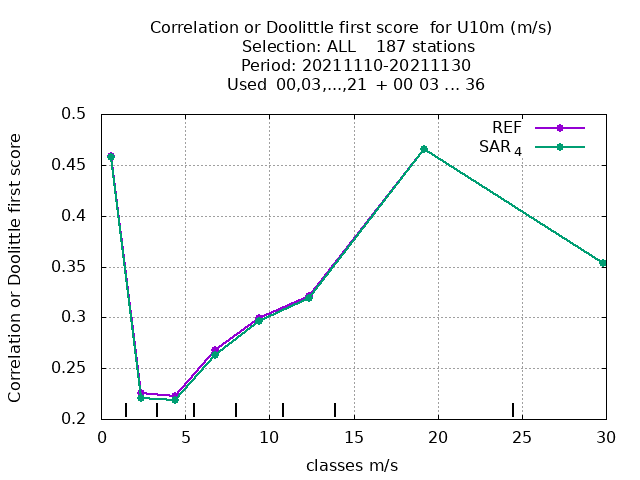 Correlation or Doolittle first score  for U10m (m/s)
Selection: ALL    187 stations
Period: 20211110-20211130
Used  00,03,...,21  + 00 03 ... 36
Correlation or Doolittle first score
0.5
0.45
0.4
0.35
0.3
0.25
0.2
REF
SAR 4
0 5 10 15 20 25 30
classes m/s